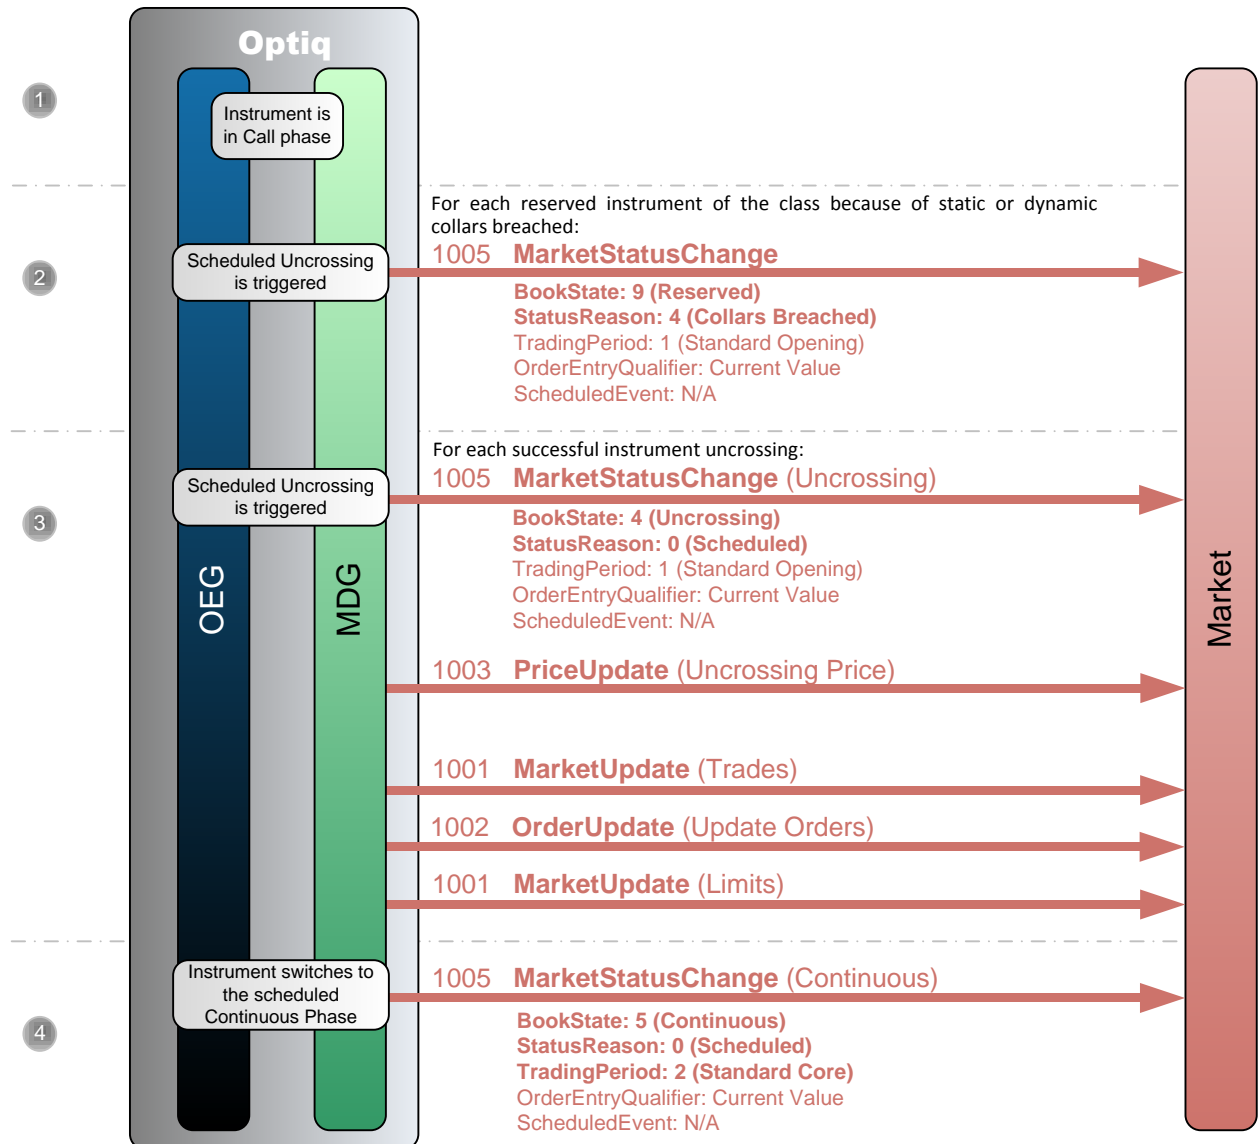 Optiq
1
Instrument is
in Call phase
For each reserved instrument of the class because of static or dynamic
collars breached:
1005 MarketStatusChange
2
Scheduled Uncrossing
is triggered
BookState: 9 (Reserved)
StatusReason: 4 (Collars Breached)
TradingPeriod: 1 (Standard Opening)
OrderEntryQualifier: Current Value
ScheduledEvent: N/A
For each successful instrument uncrossing:
1005 MarketStatusChange (Uncrossing)
3
Scheduled Uncrossing
is triggered
BookState: 4 (Uncrossing)
StatusReason: 0 (Scheduled)
TradingPeriod: 1 (Standard Opening)
OrderEntryQualifier: Current Value
ScheduledEvent: N/A
OEG
MDG
Market
1003 PriceUpdate (Uncrossing Price)
1001 MarketUpdate (Trades)
1002 OrderUpdate (Update Orders)
1001 MarketUpdate (Limits)
1005 MarketStatusChange (Continuous)
4
Instrument switches to
the scheduled
Continuous Phase
BookState: 5 (Continuous)
StatusReason: 0 (Scheduled)
TradingPeriod: 2 (Standard Core)
OrderEntryQualifier: Current Value
ScheduledEvent: N/A